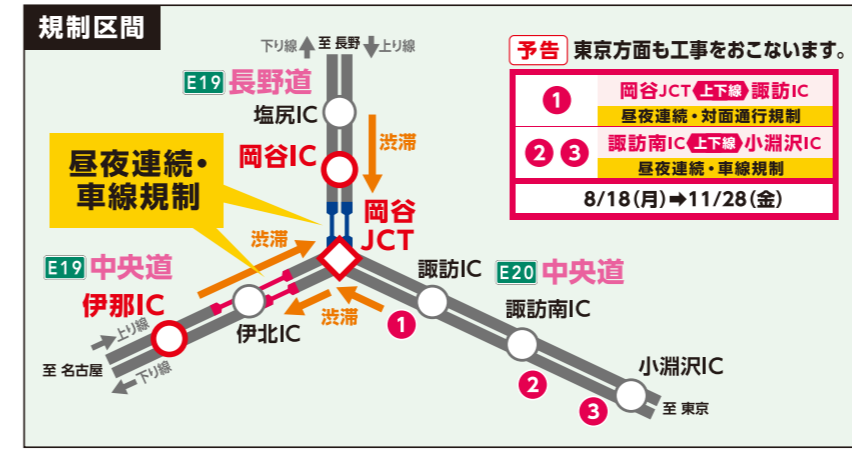 規制区間
下り線 至 長野 上り線
E19 長野道
塩尻IC
岡谷IC
渋滞
昼夜連続・
車線規制
岡谷
JCT
渋滞
E19 中央道
伊那IC
伊北IC
渋滞
諏訪IC
E20 中央道
諏訪南IC
小淵沢IC
上り線
至 名古屋
下り線
至 東京
1
2
3
予告 東京方面も工事をおこないます。
1 岡谷JCT 上下線 諏訪IC
昼夜連続・対面通行規制
2 3 諏訪南IC 上下線 小淵沢IC
昼夜連続・車線規制
8/18(月)➡11/28(金)